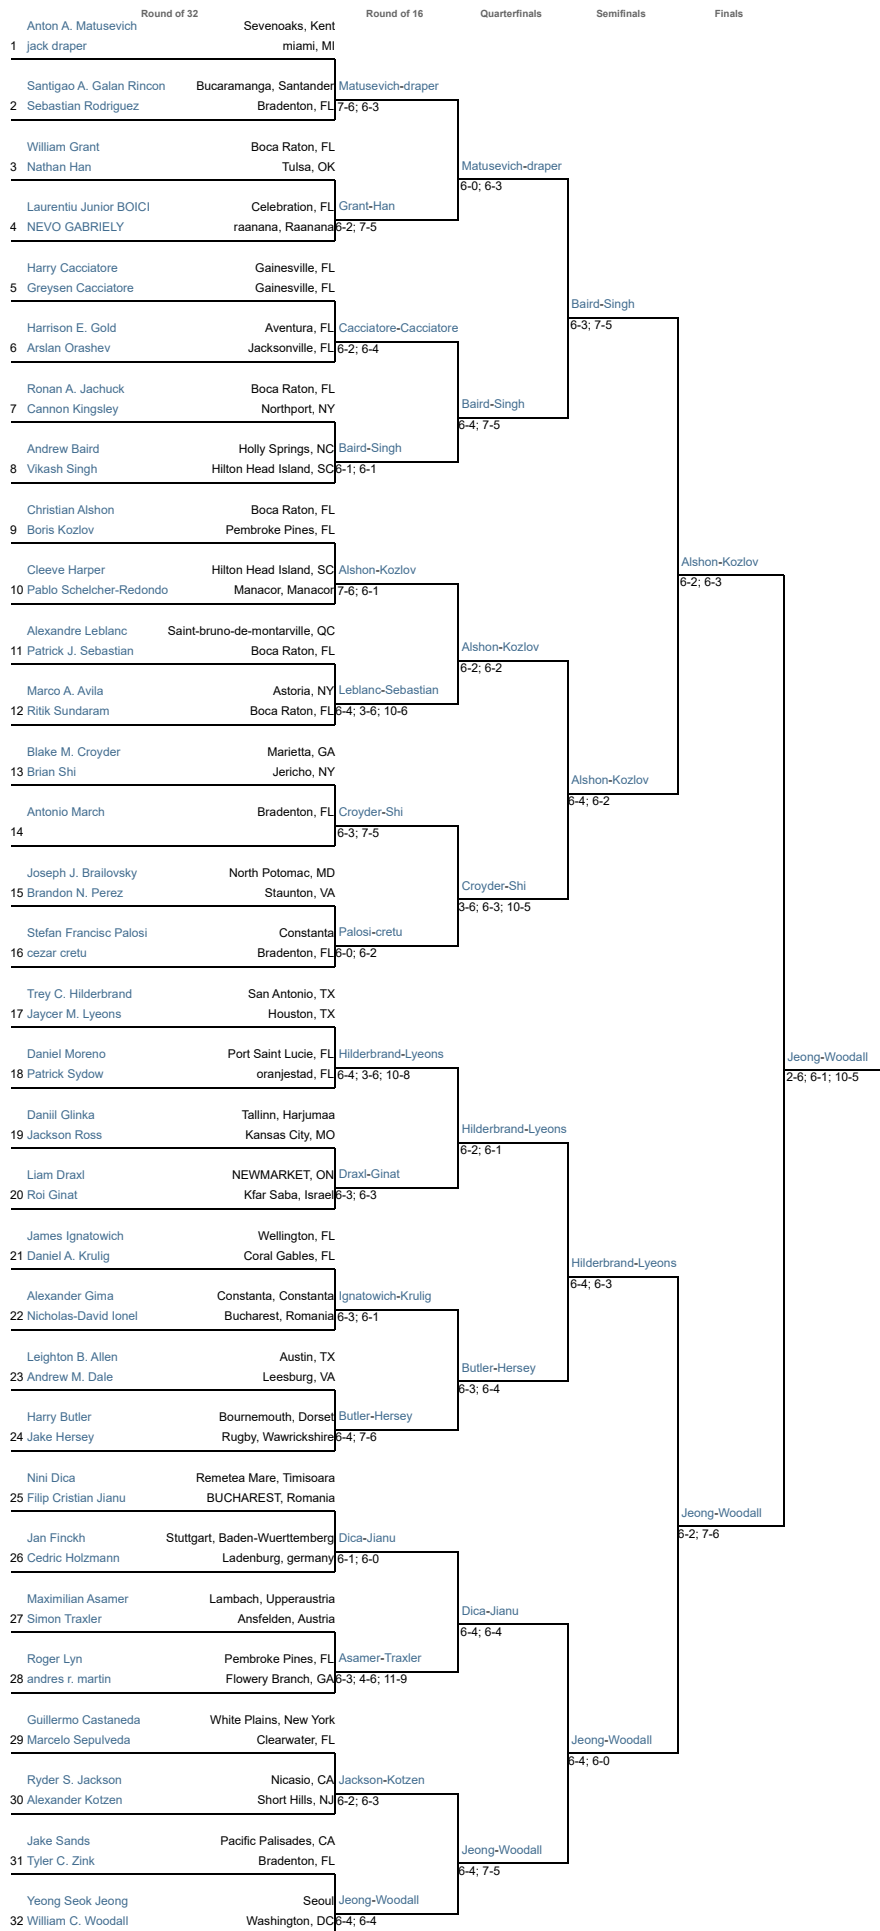 Round of 32 Round of 16 Quarterfinals Semifinals Finals
Anton A. Matusevich Sevenoaks, Kent
1 jack draper miami, MI
Santigao A. Galan Rincon Bucaramanga, Santander Matusevich-draper
2 Sebastian Rodriguez Bradenton, FL 7-6; 6-3
William Grant Boca Raton, FL
3 Nathan Han Tulsa, OK Matusevich-draper
6-0; 6-3
Laurentiu Junior BOICI Celebration, FL Grant-Han
4 NEVO GABRIELY raanana, Raanana 6-2; 7-5
Harry Cacciatore Gainesville, FL
5 Greysen Cacciatore Gainesville, FL
Baird-Singh
6-3; 7-5
Harrison E. Gold Aventura, FL Cacciatore-Cacciatore
6 Arslan Orashev Jacksonville, FL 6-2; 6-4
Ronan A. Jachuck Boca Raton, FL
7 Cannon Kingsley Northport, NY Baird-Singh
6-4; 7-5
Andrew Baird Holly Springs, NC Baird-Singh
8 Vikash Singh Hilton Head Island, SC 6-1; 6-1
Christian Alshon Boca Raton, FL
9 Boris Kozlov Pembroke Pines, FL
Alshon-Kozlov
6-2; 6-3
Cleeve Harper Hilton Head Island, SC Alshon-Kozlov
10 Pablo Schelcher-Redondo Manacor, Manacor 7-6; 6-1
Alexandre Leblanc Saint-bruno-de-montarville, QC
11 Patrick J. Sebastian Boca Raton, FL Alshon-Kozlov
6-2; 6-2
Marco A. Avila Astoria, NY Leblanc-Sebastian
12 Ritik Sundaram Boca Raton, FL 6-4; 3-6; 10-6
Blake M. Croyder Marietta, GA
13 Brian Shi Jericho, NY Alshon-Kozlov
6-4; 6-2
Antonio March Bradenton, FL Croyder-Shi
14 6-3; 7-5
Joseph J. Brailovsky North Potomac, MD
15 Brandon N. Perez Staunton, VA Croyder-Shi
3-6; 6-3; 10-5
Stefan Francisc Palosi Constanta Palosi-cretu
16 cezar cretu Bradenton, FL 6-0; 6-2
Trey C. Hilderbrand San Antonio, TX
17 Jaycer M. Lyeons Houston, TX
Daniel Moreno Port Saint Lucie, FL Hilderbrand-Lyeons
18 Patrick Sydow oranjestad, FL 6-4; 3-6; 10-8
Jeong-Woodall
2-6; 6-1; 10-5
Daniil Glinka Tallinn, Harjumaa
19 Jackson Ross Kansas City, MO Hilderbrand-Lyeons
6-2; 6-1
Liam Draxl NEWMARKET, ON Draxl-Ginat
20 Roi Ginat Kfar Saba, Israel 6-3; 6-3
James Ignatowich Wellington, FL
21 Daniel A. Krulig Coral Gables, FL Hilderbrand-Lyeons
6-4; 6-3
Alexander Gima Constanta, Constanta Ignatowich-Krulig
22 Nicholas-David Ionel Bucharest, Romania 6-3; 6-1
Leighton B. Allen Austin, TX
23 Andrew M. Dale Leesburg, VA Butler-Hersey
6-3; 6-4
Harry Butler Bournemouth, Dorset Butler-Hersey
24 Jake Hersey Rugby, Wawrickshire 6-4; 7-6
Nini Dica Remetea Mare, Timisoara
25 Filip Cristian Jianu BUCHAREST, Romania
Jeong-Woodall
6-2; 7-6
Jan Finckh Stuttgart, Baden-Wuerttemberg Dica-Jianu
26 Cedric Holzmann Ladenburg, germany 6-1; 6-0
Maximilian Asamer Lambach, Upperaustria
27 Simon Traxler Ansfelden, Austria Dica-Jianu
6-4; 6-4
Roger Lyn Pembroke Pines, FL Asamer-Traxler
28 andres r. martin Flowery Branch, GA 6-3; 4-6; 11-9
Guillermo Castaneda White Plains, New York
29 Marcelo Sepulveda Clearwater, FL Jeong-Woodall
6-4; 6-0
Ryder S. Jackson Nicasio, CA Jackson-Kotzen
30 Alexander Kotzen Short Hills, NJ 6-2; 6-3
Jake Sands Pacific Palisades, CA
31 Tyler C. Zink Bradenton, FL Jeong-Woodall
6-4; 7-5
Yeong Seok Jeong Seoul Jeong-Woodall
32 William C. Woodall Washington, DC 6-4; 6-4